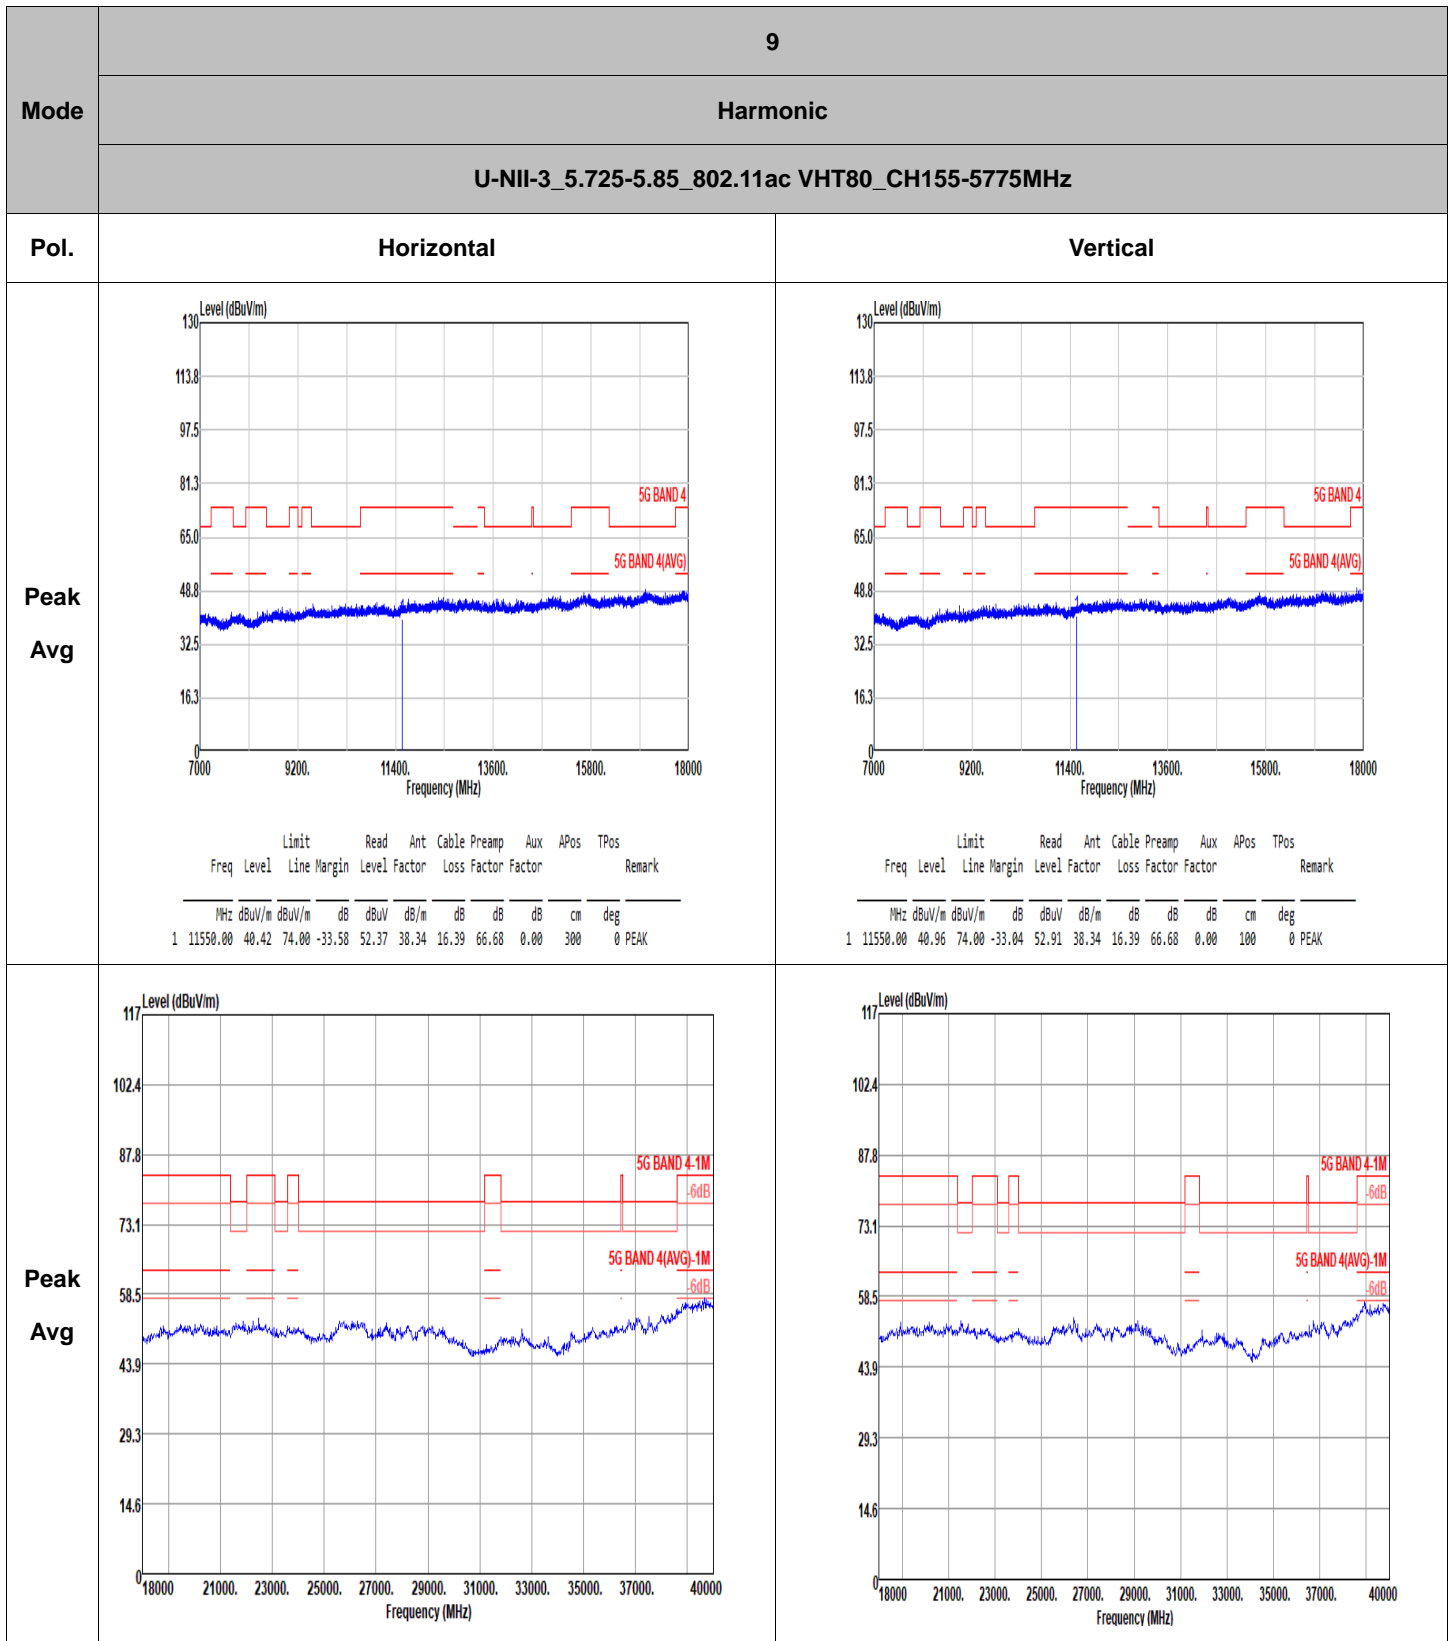 Mode
9
Harmonic
U-NII-3_5.725-5.85_802.11ac VHT80_CH155-5775MHz
Pol.
Horizontal
Vertical
Peak
Avg
Level (dBuV/m)
130
113.8
97.5
81.3
65.0
48.8
32.5
16.3
0
5G BAND 4
5G BAND 4(AVG)
7000 9200. 11400. 13600. 15800. 18000
Frequency (MHz)
Limit Read Ant Cable Preamp Aux APos TPos
Freq Level Line Margin Level Factor Loss Factor Factor Remark
MHz dBuV/m dBuV/m dB dBuV dB/m dB dB dB cm deg
1 11550.00 40.42 74.00 -33.58 52.37 38.34 16.39 66.68 0.00 300 0 PEAK
Level (dBuV/m)
130
113.8
97.5
81.3
65.0
48.8
32.5
16.3
0
5G BAND 4
5G BAND 4(AVG)
7000 9200. 11400. 13600. 15800. 18000
Frequency (MHz)
Limit Read Ant Cable Preamp Aux APos TPos
Freq Level Line Margin Level Factor Loss Factor Factor Remark
MHz dBuV/m dBuV/m dB dBuV dB/m dB dB dB cm deg
1 11550.00 40.96 74.00 -33.04 52.91 38.34 16.39 66.68 0.00 100 0 PEAK
Peak
Avg
Level (dBuV/m)
117
102.4
87.8
73.1
58.5
43.9
29.3
14.6
0
5G BAND 4-1M
-6dB
5G BAND 4(AVG)-1M
-6dB
18000 21000. 23000. 25000. 27000. 29000. 31000. 33000. 35000. 37000. 40000
Frequency (MHz)
Level (dBuV/m)
117
102.4
87.8
73.1
58.5
43.9
29.3
14.6
0
5G BAND 4-1M
-6dB
5G BAND 4(AVG)-1M
-6dB
18000 21000. 23000. 25000. 27000. 29000. 31000. 33000. 35000. 37000. 40000
Frequency (MHz)